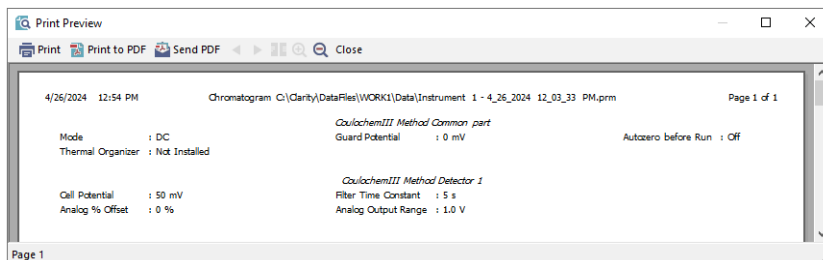 Print Preview
Print Print to PDF Send PDF Close
4/26/2024 12:54 PM Chromatogram C:\Clarity\DataFiles\WORK1\Data\Instrument 1 - 4_26_2024 12_03_33 PM.prm Page 1 of 1
CoulochemIII Method Common part
Mode : DC Guard Potential : 0 mV Autozero before Run : Off
Thermal Organizer : Not Installed
CoulochemIII Method Detector 1
Cell Potential : 50 mV Filter Time Constant : 5 s
Analog % Offset : 0 % Analog Output Range : 1.0 V
Page 1